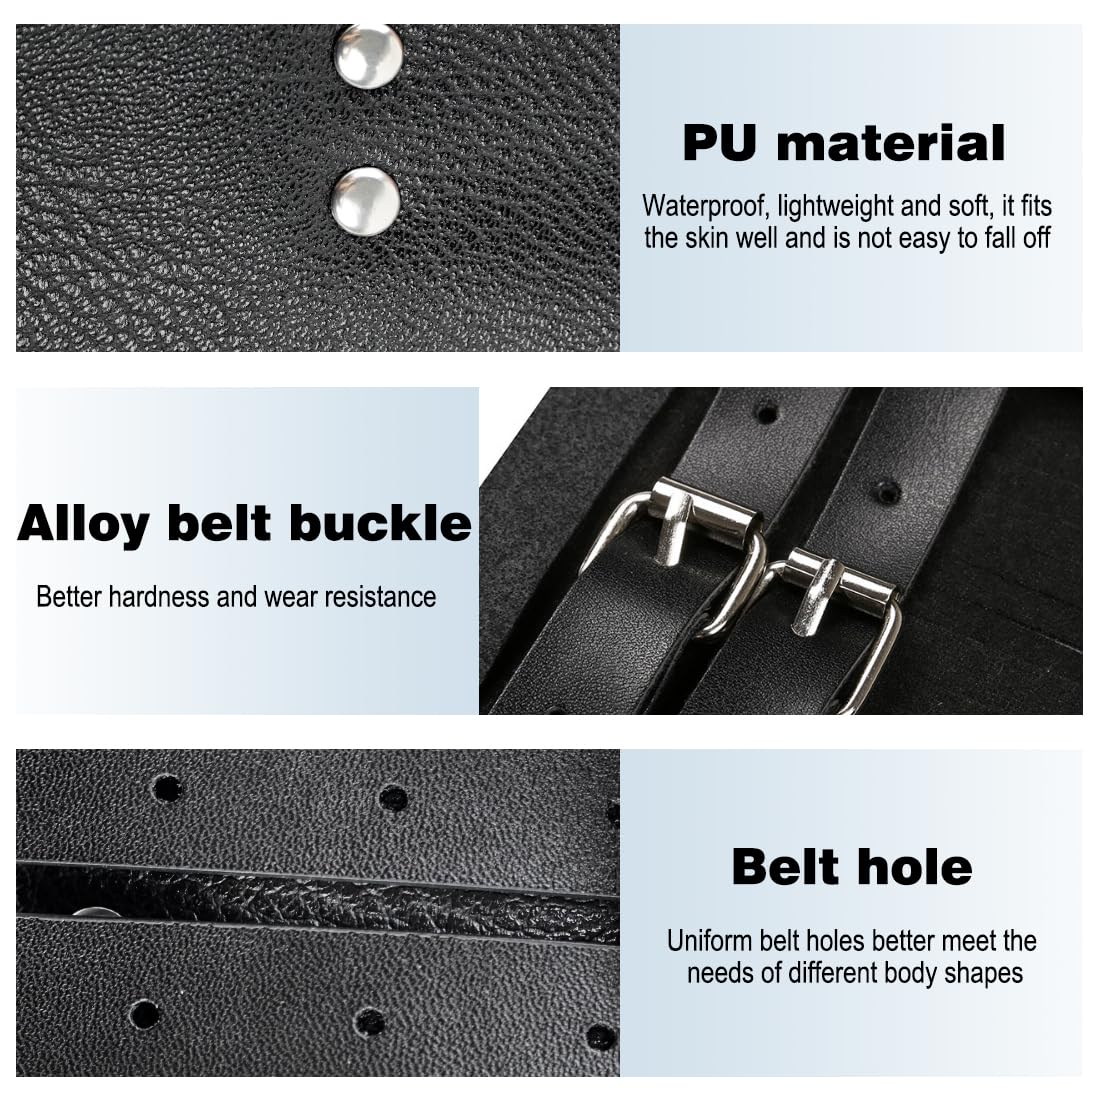 PU material
Waterproof, lightweight and soft, it fits
the skin well and is not easy to fall off
Alloy belt buckle
Better hardness and wear resistance
Belt hole
Uniform belt holes better meet the
needs of different body shapes